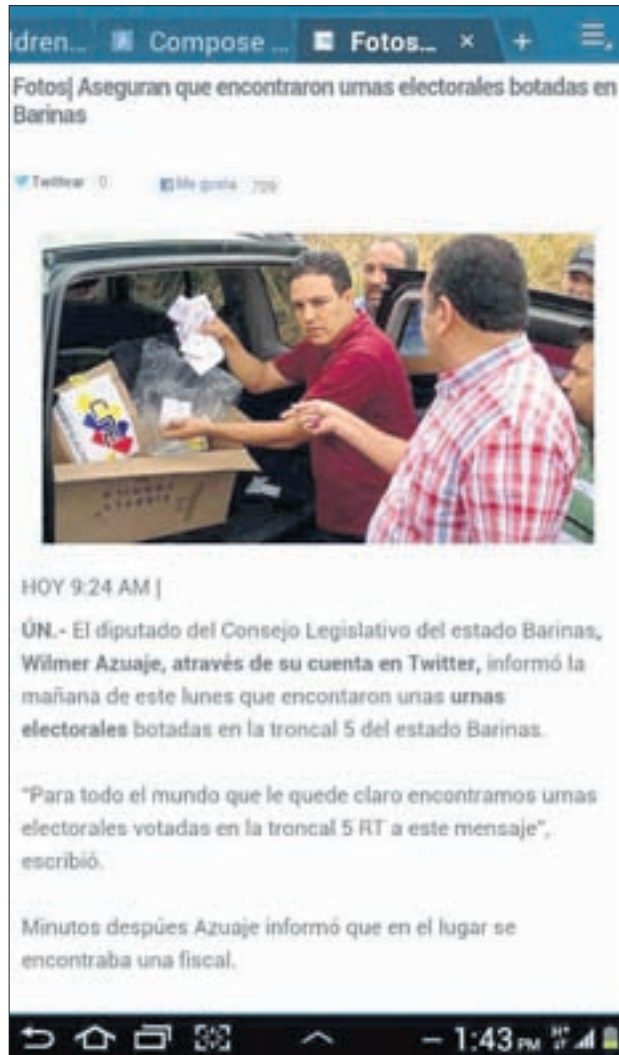 ldren...
Compose ...
Fotos...
×
+
Fotos| Aseguran que encontraron urnas electorales botadas en
Barinas
Twittear 0
Me gusta 709
HOY 9:24 AM |
ÚN.- El diputado del Consejo Legislativo del estado Barinas,
Wilmer Azuaje, através de su cuenta en Twitter, informó la
mañana de este lunes que encontaron unas urnas
electorales botadas en la troncal 5 del estado Barinas.
"Para todo el mundo que le quede claro encontramos urnas
electorales votadas en la troncal 5 RT a este mensaje",
escribió.
Minutos despúes Azuaje informó que en el lugar se
encontraba una fiscal.
1:43 PM